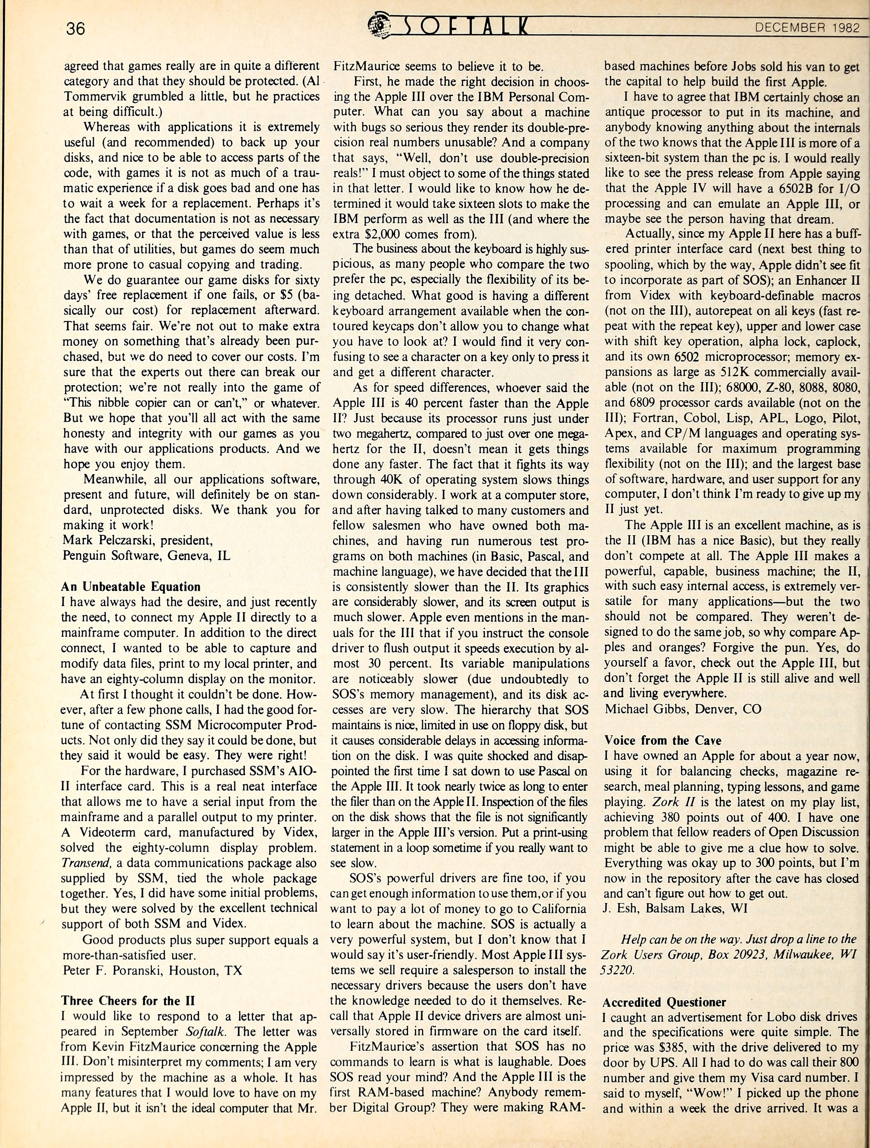 36
SOFTALK
DECEMBER 1982
agreed that games really are in quite a different
category and that they should be protected. (Al
Tommervik grumbled a little, but he practices
at being difficult.)
Whereas with applications it is extremely
useful (and recommended) to back up your
disks, and nice to be able to access parts of the
code, with games it is not as much of a trau-
matic experience if a disk goes bad and one has
to wait a week for a replacement. Perhaps it's
the fact that documentation is not as necessary
with games, or that the perceived value is less
than that of utilities, but games do seem much
more prone to casual copying and trading.
We do guarantee our game disks for sixty
days' free replacement if one fails, or $5 (ba-
sically our cost) for replacement afterward.
That seems fair. We're not out to make extra
money on something that's already been pur-
chased, but we do need to cover our costs. I'm
sure that the experts out there can break our
protection; we're not really into the game of
"This nibble copier can or can't," or whatever.
But we hope that you'll all act with the same
honesty and integrity with our games as you
have with our applications products. And we
hope you enjoy them.
Meanwhile, all our applications software,
present and future, will definitely be on stan-
dard, unprotected disks. We thank you for
making it work!
Mark Pelczarski, president,
Penguin Software, Geneva, IL
An Unbeatable Equation
I have always had the desire, and just recently
the need, to connect my Apple II directly to a
mainframe computer. In addition to the direct
connect, I wanted to be able to capture and
modify data files, print to my local printer, and
have an eighty-column display on the monitor.
At first I thought it couldn't be done. How-
ever, after a few phone calls, I had the good for-
tune of contacting SSM Microcomputer Prod-
ucts. Not only did they say it could be done, but
they said it would be easy. They were right!
For the hardware, I purchased SSM's AIO-
II interface card. This is a real neat interface
that allows me to have a serial input from the
mainframe and a parallel output to my printer.
A Videoterm card, manufactured by Videx,
solved the eighty-column display problem.
Transend, a data communications package also
supplied by SSM, tied the whole package
together. Yes, I did have some initial problems,
but they were solved by the excellent technical
support of both SSM and Videx.
Good products plus super support equals a
more-than-satisfied user.
Peter F. Poranski, Houston, TX
Three Cheers for the II
I would like to respond to a letter that ap-
peared in September Softalk. The letter was
from Kevin FitzMaurice concerning the Apple
III. Don't misinterpret my comments; I am very
impressed by the machine as a whole. It has
many features that I would love to have on my
Apple II, but it isn't the ideal computer that Mr.
FitzMaurice seems to believe it to be.
First, he made the right decision in choos-
ing the Apple III over the IBM Personal Com-
puter. What can you say about a machine
with bugs so serious they render its double-pre-
cision real numbers unusable? And a company
that says, "Well, don't use double-precision
reals!" I must object to some of the things stated
in that letter. I would like to know how he de-
termined it would take sixteen slots to make the
IBM perform as well as the III (and where the
extra $2,000 comes from).
The business about the keyboard is highly sus-
picious, as many people who compare the two
prefer the pc, especially the flexibility of its be-
ing detached. What good is having a different
keyboard arrangement available when the con-
toured keycaps don't allow you to change what
you have to look at? I would find it very con-
fusing to see a character on a key only to press it
and get a different character.
As for speed differences, whoever said the
Apple III is 40 percent faster than the Apple
II? Just because its processor runs just under
two megahertz, compared to just over one mega-
hertz for the II, doesn't mean it gets things
done any faster. The fact that it fights its way
through 40K of operating system slows things
down considerably. I work at a computer store,
and after having talked to many customers and
fellow salesmen who have owned both ma-
chines, and having run numerous test pro-
grams on both machines (in Basic, Pascal, and
machine language), we have decided that the III
is consistently slower than the II. Its graphics
are considerably slower, and its screen output is
much slower. Apple even mentions in the man-
uals for the III that if you instruct the console
driver to flush output it speeds execution by al-
most 30 percent. Its variable manipulations
are noticeably slower (due undoubtedly to
SOS's memory management), and its disk ac-
cesses are very slow. The hierarchy that SOS
maintains is nice, limited in use on floppy disk, but
it causes considerable delays in accessing informa-
tion on the disk. I was quite shocked and disap-
pointed the first time I sat down to use Pascal on
the Apple III. It took nearly twice as long to enter
the filer than on the Apple II. Inspection of the files
on the disk shows that the file is not significantly
larger in the Apple III's version. Put a print-using
statement in a loop sometime if you really want to
see slow.
SOS's powerful drivers are fine too, if you
can get enough information to use them,or if you
want to pay a lot of money to go to California
to learn about the machine. SOS is actually a
very powerful system, but I don't know that I
would say it's user-friendly. Most Apple III sys-
tems we sell require a salesperson to install the
necessary drivers because the users don't have
the knowledge needed to do it themselves. Re-
call that Apple II device drivers are almost uni-
versally stored in firmware on the card itself.
FitzMaurice's assertion that SOS has no
commands to learn is what is laughable. Does
SOS read your mind? And the Apple III is the
first RAM-based machine? Anybody remem-
ber Digital Group? They were making RAM-
based machines before Jobs sold his van to get
the capital to help build the first Apple.
I have to agree that IBM certainly chose an
antique processor to put in its machine, and
anybody knowing anything about the internals
of the two knows that the Apple III is more of a
sixteen-bit system than the pc is. I would really
like to see the press release from Apple saying
that the Apple IV will have a 6502B for I/O
processing and can emulate an Apple III, or
maybe see the person having that dream.
Actually, since my Apple II here has a buff-
ered printer interface card (next best thing to
spooling, which by the way, Apple didn't see fit
to incorporate as part of SOS); an Enhancer II
from Videx with keyboard-definable macros
(not on the III), autorepeat on all keys (fast re-
peat with the repeat key), upper and lower case
with shift key operation, alpha lock, caplock,
and its own 6502 microprocessor; memory ex-
pansions as large as 512K commercially avail-
able (not on the III); 68000, Z-80, 8088, 8080,
and 6809 processor cards available (not on the
III); Fortran, Cobol, Lisp, APL, Logo, Pilot,
Apex, and CP/M languages and operating sys-
tems available for maximum programming
flexibility (not on the III); and the largest base
of software, hardware, and user support for any
computer, I don't think I'm ready to give up my
II just yet.
The Apple III is an excellent machine, as is
the II (IBM has a nice Basic), but they really
don't compete at all. The Apple III makes a
powerful, capable, business machine; the II,
with such easy internal access, is extremely ver-
satile for many applications—but the two
should not be compared. They weren't de-
signed to do the same job, so why compare Ap-
ples and oranges? Forgive the pun. Yes, do
yourself a favor, check out the Apple III, but
don't forget the Apple II is still alive and well
and living everywhere.
Michael Gibbs, Denver, CO
Voice from the Cave
I have owned an Apple for about a year now,
using it for balancing checks, magazine re-
search, meal planning, typing lessons, and game
playing. Zork II is the latest on my play list,
achieving 380 points out of 400. I have one
problem that fellow readers of Open Discussion
might be able to give me a clue how to solve.
Everything was okay up to 300 points, but I'm
now in the repository after the cave has closed
and can't figure out how to get out.
J. Esh, Balsam Lakes, WI
Help can be on the way. Just drop a line to the
Zork Users Group, Box 20923, Milwaukee, WI
53220.
Accredited Questioner
I caught an advertisement for Lobo disk drives
and the specifications were quite simple. The
price was $385, with the drive delivered to my
door by UPS. All I had to do was call their 800
number and give them my Visa card number. I
said to myself, "Wow!" I picked up the phone
and within a week the drive arrived. It was a